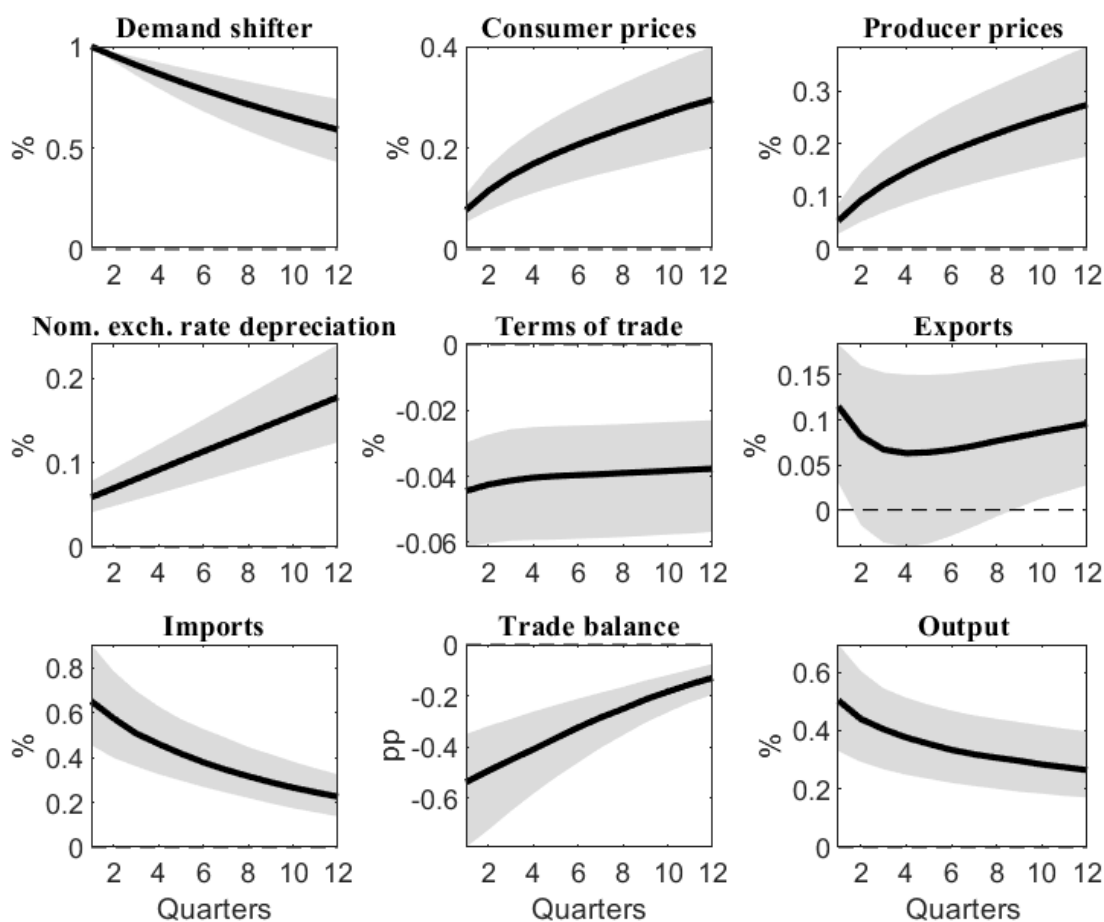 Demand shifter
1
0.5
0
%
2 4 6 8 10 12
Consumer prices
0.4
0.2
0
%
2 4 6 8 10 12
Producer prices
0.3
0.2
0.1
0
%
2 4 6 8 10 12
Nom. exch. rate depreciation
0.2
0.1
0
%
2 4 6 8 10 12
Terms of trade
0
-0.02
-0.04
-0.06
%
2 4 6 8 10 12
Exports
0.15
0.1
0.05
0
%
2 4 6 8 10 12
Imports
0.8
0.6
0.4
0.2
0
%
2 4 6 8 10 12
Quarters
Trade balance
0
-0.2
-0.4
-0.6
pp
2 4 6 8 10 12
Quarters
Output
0.6
0.4
0.2
0
%
2 4 6 8 10 12
Quarters